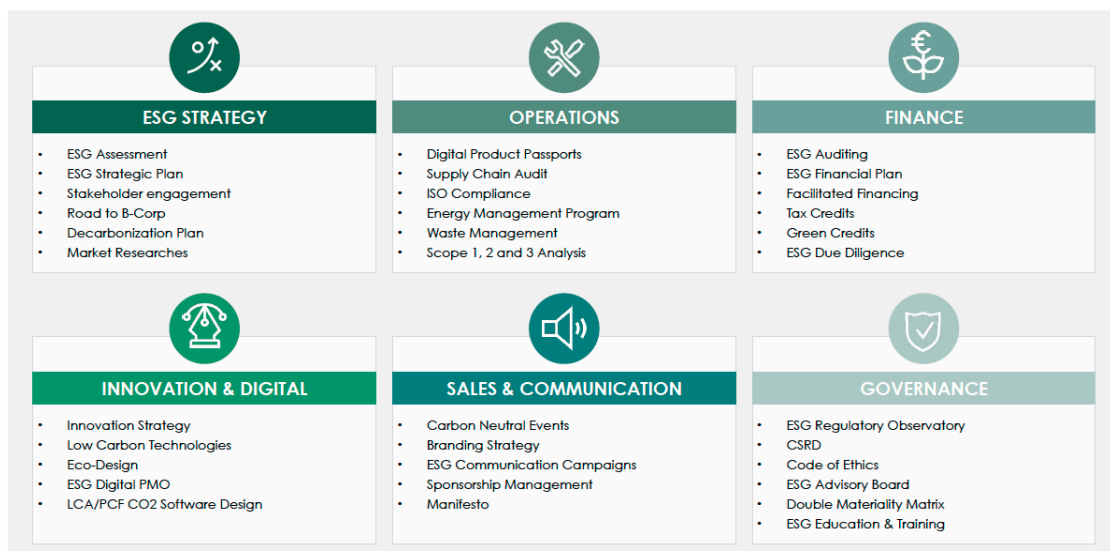 ESG STRATEGY
• ESG Assessment
• ESG Strategic Plan
• Stakeholder engagement
• Road to B-Corp
• Decarbonization Plan
• Market Researches
OPERATIONS
• Digital Product Passports
• Supply Chain Audit
• ISO Compliance
• Energy Management Program
• Waste Management
• Scope 1, 2 and 3 Analysis
FINANCE
• ESG Auditing
• ESG Financial Plan
• Facilitated Financing
• Tax Credits
• Green Credits
• ESG Due Diligence
INNOVATION & DIGITAL
• Innovation Strategy
• Low Carbon Technologies
• Eco-Design
• ESG Digital PMO
• LCA/PCF CO2 Software Design
SALES & COMMUNICATION
• Carbon Neutral Events
• Branding Strategy
• ESG Communication Campaigns
• Sponsorship Management
• Manifesto
GOVERNANCE
• ESG Regulatory Observatory
• CSRD
• Code of Ethics
• ESG Advisory Board
• Double Materiality Matrix
• ESG Education & Training